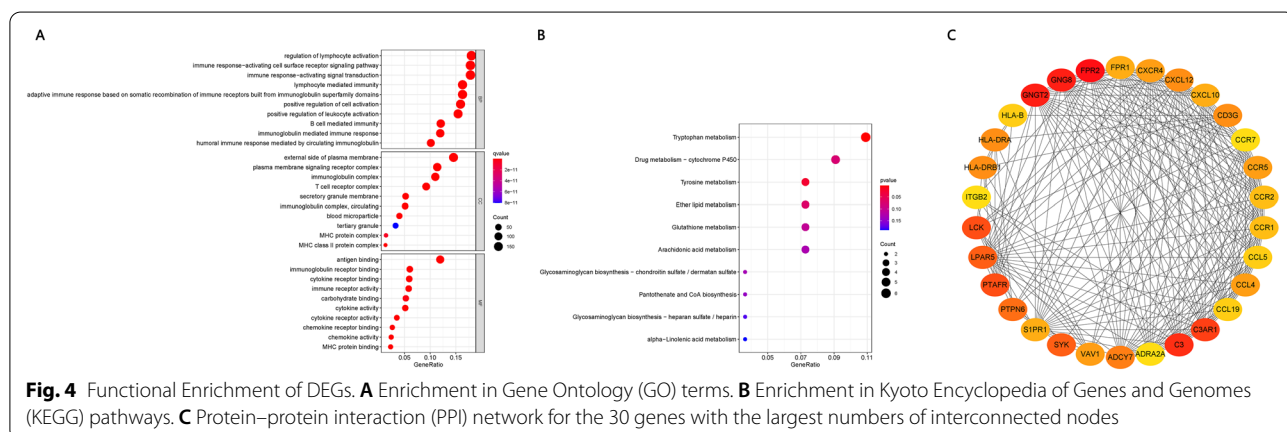 A
regulation of lymphocyte activation
immune response−activating cell surface receptor signaling pathway
immune response−activating signal transduction
lymphocyte mediated immunity
adaptive immune response based on somatic recombination of immune receptors built from immunoglobulin superfamily domains
positive regulation of cell activation
positive regulation of leukocyte activation
B cell mediated immunity
immunoglobulin mediated immune response
humoral immune response mediated by circulating immunoglobulin
BP
external side of plasma membrane
plasma membrane signaling receptor complex
immunoglobulin complex
T cell receptor complex
secretory granule membrane
immunoglobulin complex, circulating
blood microparticle
tertiary granule
MHC protein complex
MHC class II protein complex
CC
antigen binding
immunoglobulin receptor binding
cytokine receptor binding
immune receptor activity
carbohydrate binding
cytokine activity
cytokine receptor activity
chemokine receptor binding
chemokine activity
MHC protein binding
MF
0.05 0.10 0.15
GeneRatio
qvalue
2e−11
4e−11
6e−11
8e−11
Count
50
100
150
B
Tryptophan metabolism
Drug metabolism − cytochrome P450
Tyrosine metabolism
Ether lipid metabolism
Glutathione metabolism
Arachidonic acid metabolism
Glycosaminoglycan biosynthesis − chondroitin sulfate / dermatan sulfate
Pantothenate and CoA biosynthesis
Glycosaminoglycan biosynthesis − heparan sulfate / heparin
alpha−Linolenic acid metabolism
0.05 0.07 0.09 0.11
GeneRatio
pvalue
0.05
0.10
0.15
Count
2
3
4
5
6
C
FPR2
FPR1
CXCR4
CXCL12
CXCL10
CD3G
CCR7
CCR5
CCR2
CCR1
CCL5
CCL4
CCL19
C3AR1
C3
ADRA2A
ADCY7
VAV1
SYK
S1PR1
PTPN6
PTAFR
LPAR5
LCK
ITGB2
HLA-DRB1
HLA-DRA
HLA-B
GNGT2
GNG8
Fig. 4 Functional Enrichment of DEGs. A Enrichment in Gene Ontology (GO) terms. B Enrichment in Kyoto Encyclopedia of Genes and Genomes
(KEGG) pathways. C Protein–protein interaction (PPI) network for the 30 genes with the largest numbers of interconnected nodes